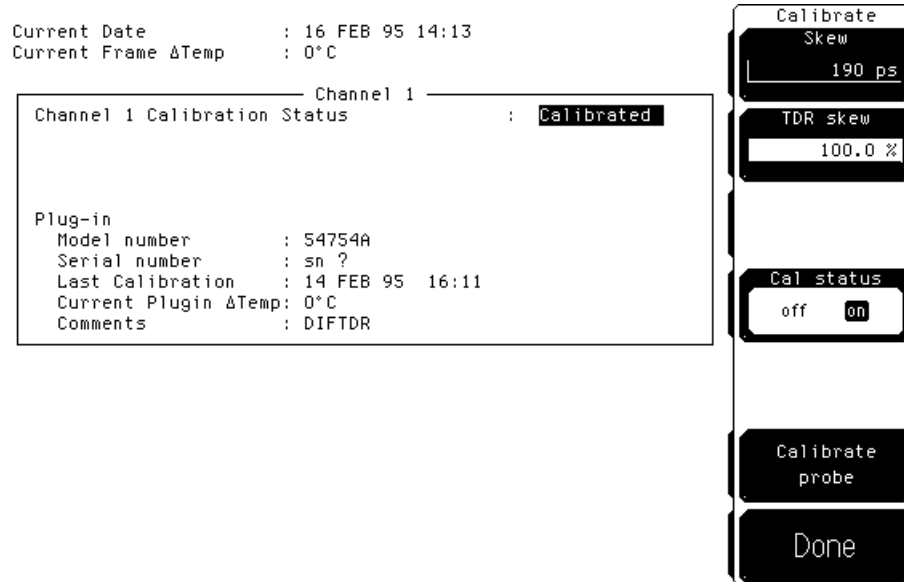 Current Date : 16 FEB 95 14:13
Current Frame ΔTemp : 0°C
Channel 1
Channel 1 Calibration Status : Calibrated
Plug-in
Model number : 54754A
Serial number : sn ?
Last Calibration : 14 FEB 95 16:11
Current Plugin ΔTemp: 0°C
Comments : DIFTDR
Calibrate
Skew
190 ps
TDR skew
100.0 %
Cal status
off on
Calibrate
probe
Done